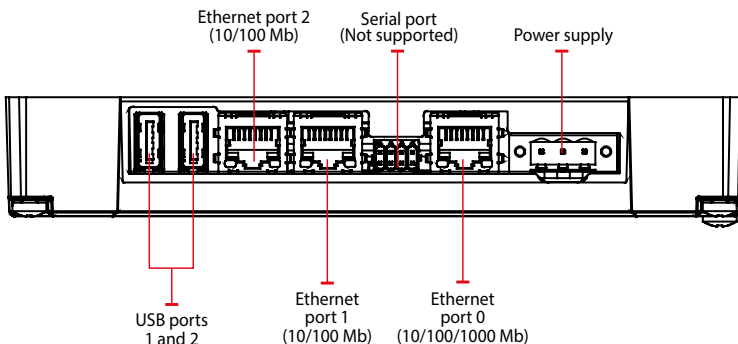 Ethernet port 2
(10/100 Mb)
Serial port
(Not supported)
Power supply
USB ports
1 and 2
Ethernet
port 1
(10/100 Mb)
Ethernet
port 0
(10/100/1000 Mb)